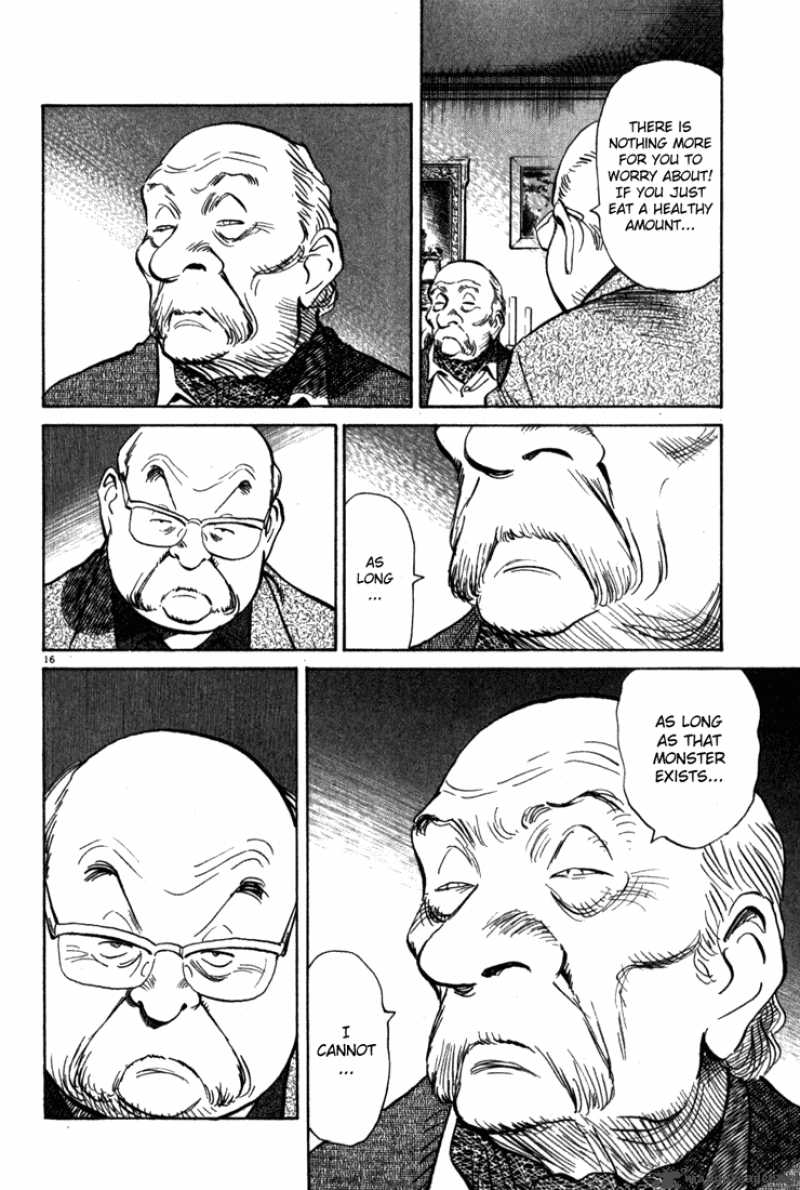 THERE IS
NOTHING MORE
FOR YOU TO
WORRY ABOUT!
IF YOU JUST
EAT A HEALTHY
AMOUNT...
AS
LONG
...
16
AS LONG
AS THAT
MONSTER
EXISTS...
I
CANNOT
...